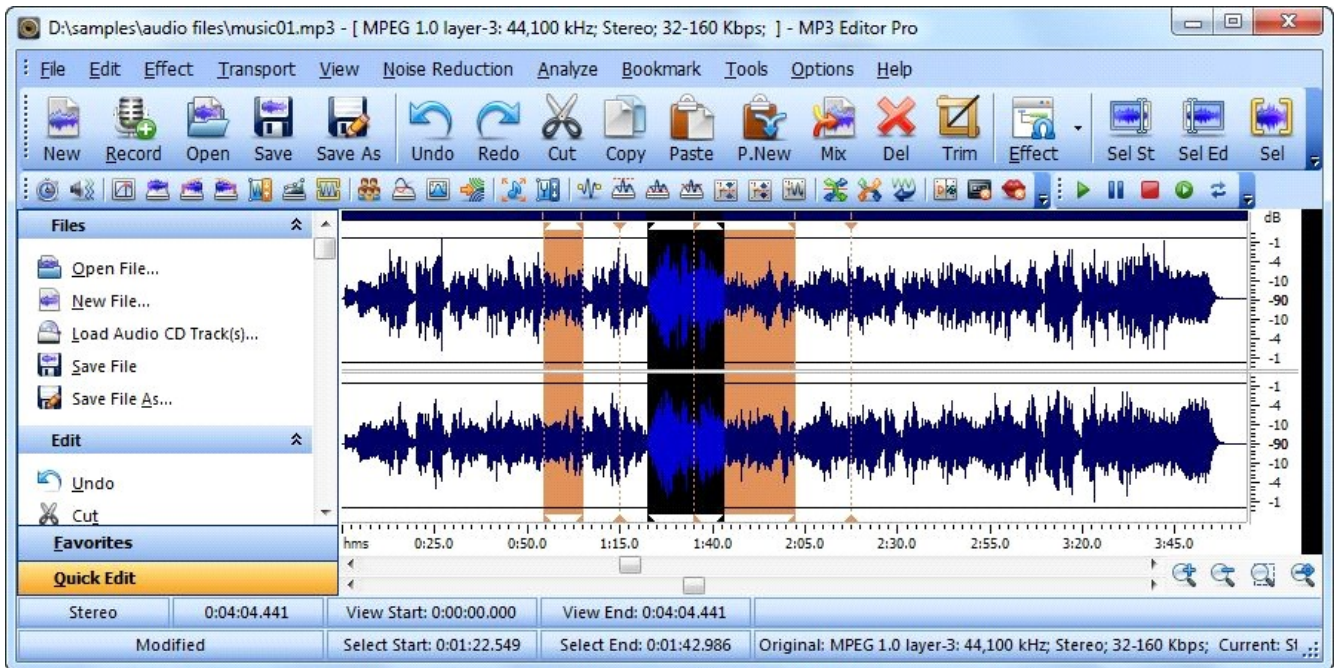 D:\samples\audio files\music01.mp3 - [ MPEG 1.0 layer-3: 44,100 kHz; Stereo; 32-160 Kbps; ] - MP3 Editor Pro
File Edit Effect Transport View Noise Reduction Analyze Bookmark Tools Options Help
New Record Open Save Save As Undo Redo Cut Copy Paste P.New Mix Del Trim Effect Sel St Sel Ed Sel
Files
Open File...
New File...
Load Audio CD Track(s)...
Save File
Save File As...
Edit
Undo
Cut
Favorites
Quick Edit
dB
-1
-4
-10
-90
-10
-4
-1
-1
-4
-10
-90
-10
-4
-1
hms 0:25.0 0:50.0 1:15.0 1:40.0 2:05.0 2:30.0 2:55.0 3:20.0 3:45.0
Stereo 0:04:04.441 View Start: 0:00:00.000 View End: 0:04:04.441
Modified Select Start: 0:01:22.549 Select End: 0:01:42.986 Original: MPEG 1.0 layer-3: 44,100 kHz; Stereo; 32-160 Kbps; Current: St